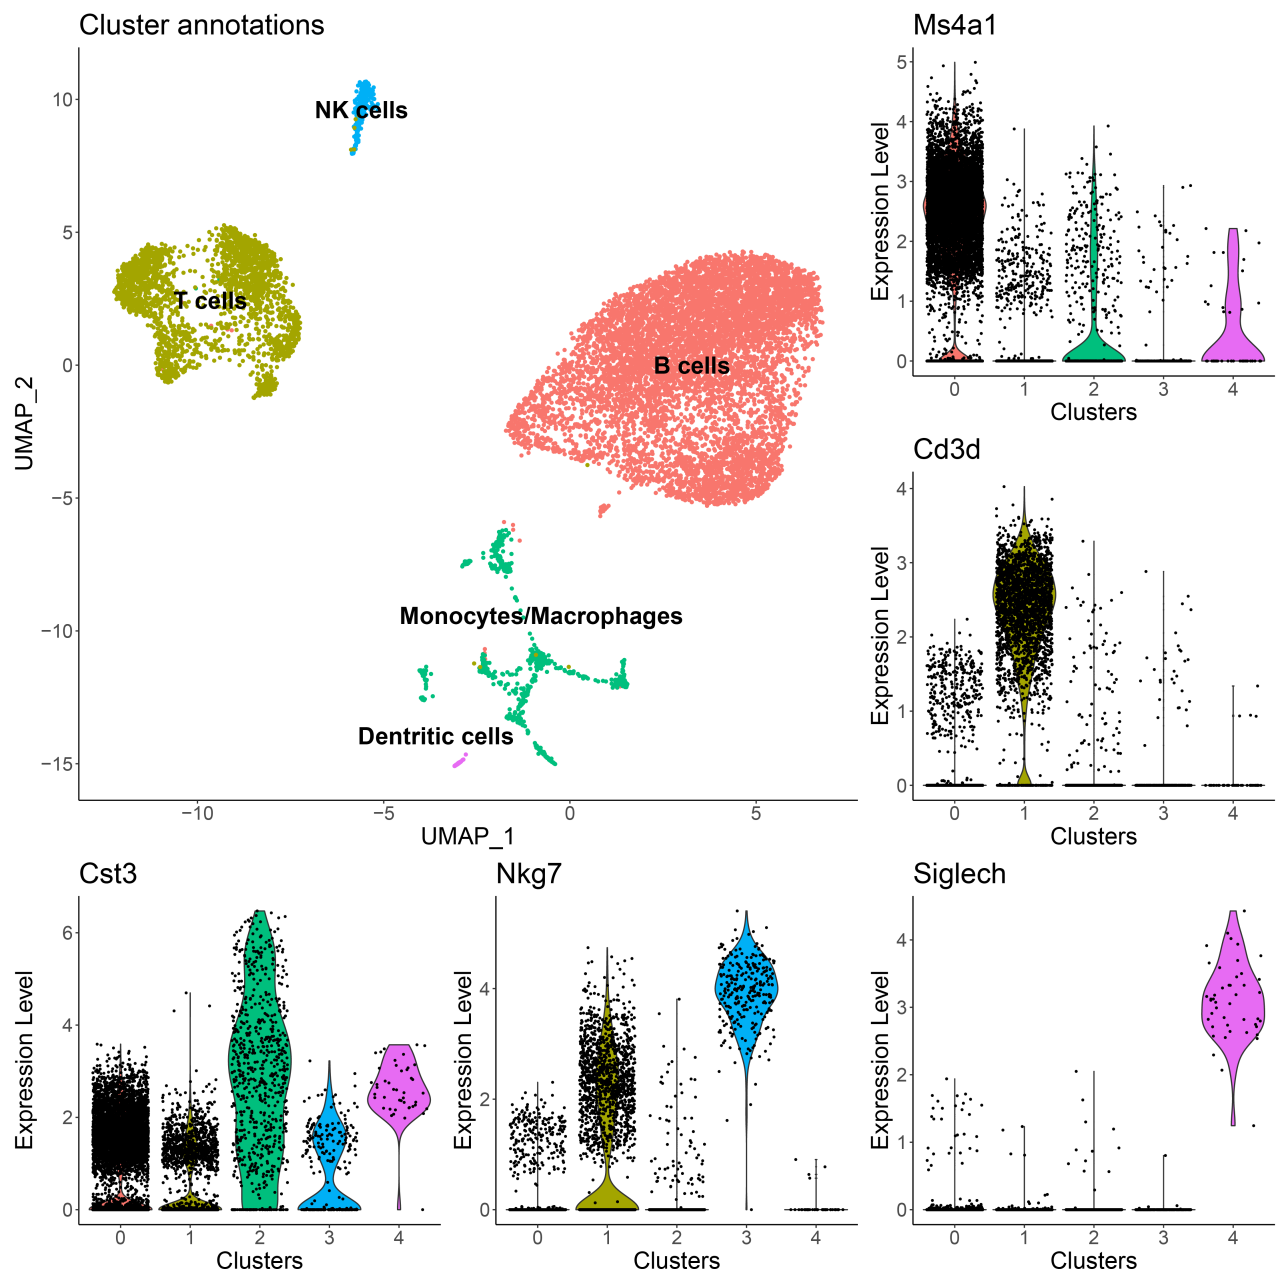 Cluster annotations
UMAP_2
10
5
0
−5
−10
−15
NK cells
T cells
B cells
Monocytes/Macrophages
Dentritic cells
−10 −5 0 5
UMAP_1
Ms4a1
Expression Level
5
4
3
2
1
0
0 1 2 3 4
Clusters
Cd3d
Expression Level
4
3
2
1
0
0 1 2 3 4
Clusters
Cst3
Expression Level
6
4
2
0
0 1 2 3 4
Clusters
Nkg7
Expression Level
4
2
0
0 1 2 3 4
Clusters
Siglech
Expression Level
4
3
2
1
0
0 1 2 3 4
Clusters